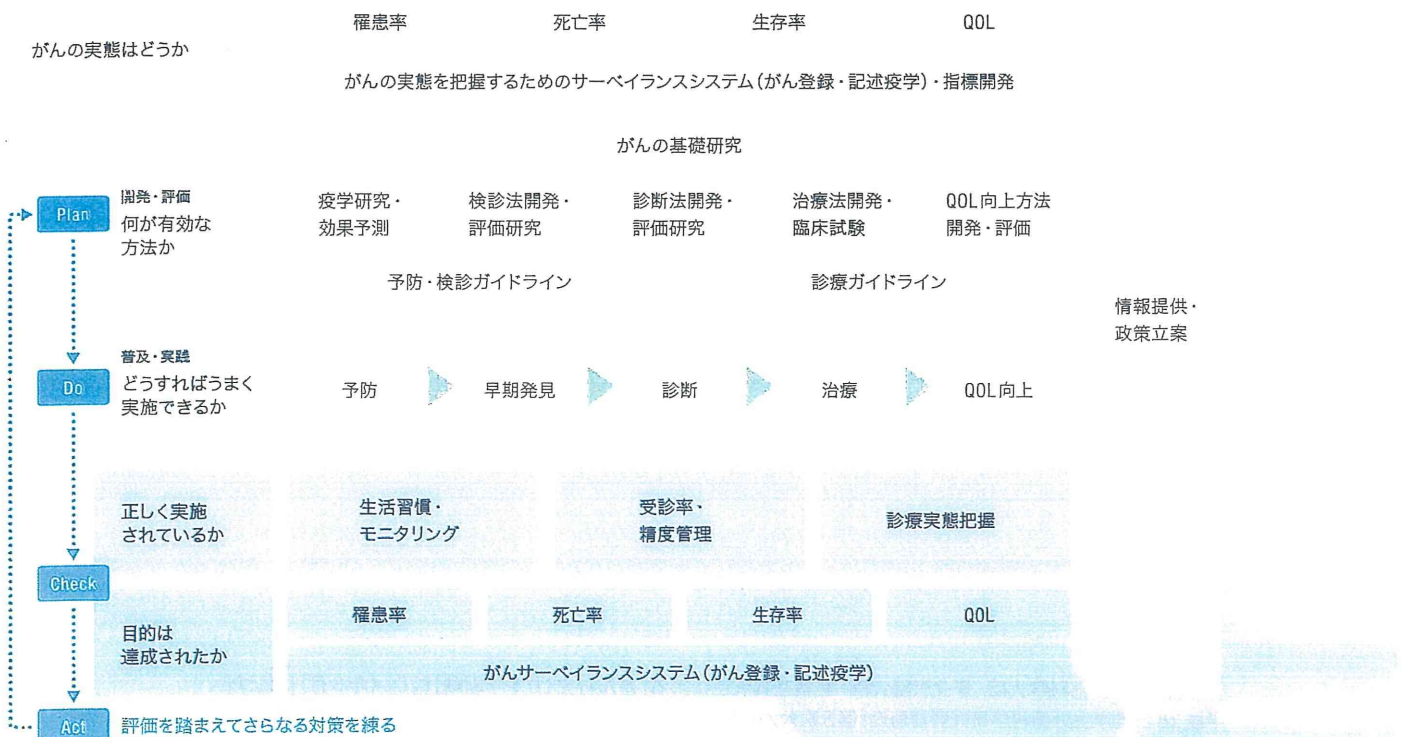 罹患率 死亡率 生存率 QOL
がんの実態はどうか
がんの実態を把握するためのサーベイランスシステム(がん登録・記述疫学)・指標開発
がんの基礎研究
Plan
開発・評価
何が有効な
方法か
疫学研究・
効果予測
検診法開発・
評価研究
診断法開発・
評価研究
治療法開発・
臨床試験
QOL向上方法
開発・評価
予防・検診ガイドライン 診療ガイドライン
情報提供・
政策立案
Do
普及・実践
どうすればうまく
実施できるか
予防 早期発見 診断 治療 QOL向上
正しく実施
されているか
生活習慣・
モニタリング
受診率・
精度管理
診療実態把握
Check
目的は
達成されたか
罹患率 死亡率 生存率 QOL
がんサーベイランスシステム(がん登録・記述疫学)
Act 評価を踏まえてさらなる対策を練る